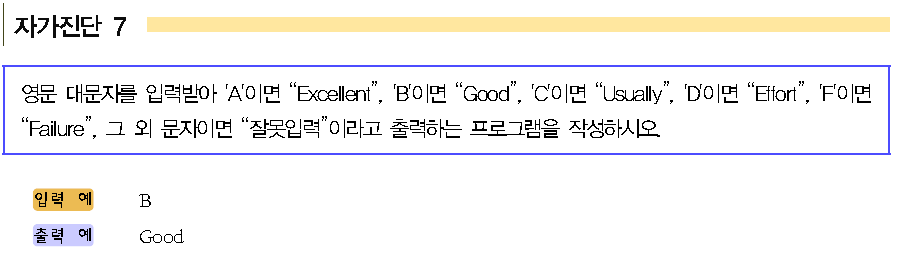 자가진단 7
영문 대문자를 입력받아 ‘A’이면 “Excellent”, ‘B’이면 “Good”, ‘C’이면 “Usually”, ‘D’이면 “Effort”, ‘F’이면
“Failure”, 그 외 문자이면 “잘못입력”이라고 출력하는 프로그램을 작성하시오.
입력 예 B
출력 예 Good